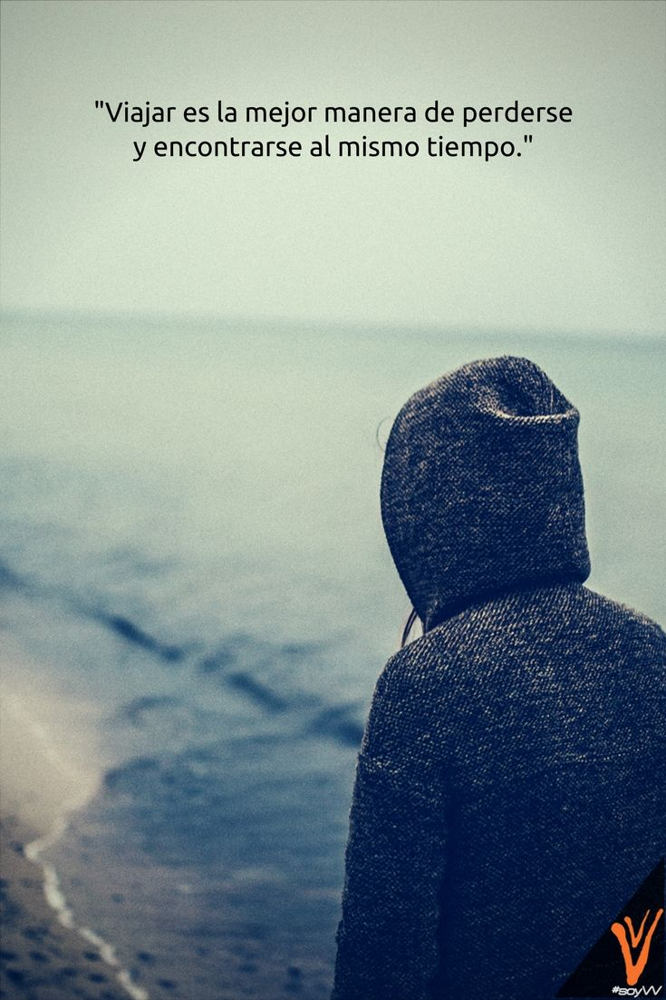 "Viajar es la mejor manera de perderse
y encontrarse al mismo tiempo."
#soyVV